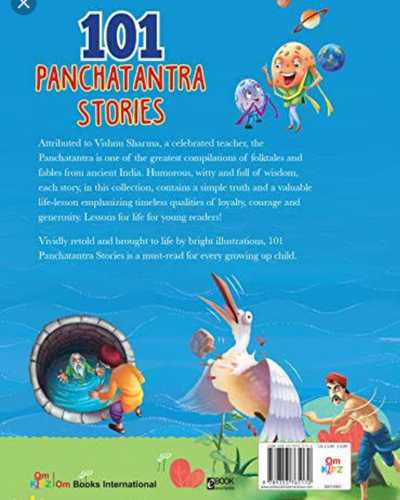 101
PANCHATANTRA
STORIES
Attributed to Vishnu Sharma, a celebrated teacher, the
Panchatantra is one of the greatest compilations of folktales and
fables from ancient India. Humorous, witty and full of wisdom,
each story, in this collection, contains a simple truth and a valuable
life-lesson emphasizing timeless qualities of loyalty, courage and
generosity. Lessons for life for young readers!
Vividly retold and brought to life by bright illustrations, 101
Panchatantra Stories is a must-read for every growing up child.
Om
KIDZ
Om Books International
BOOK
Om
KIDZ